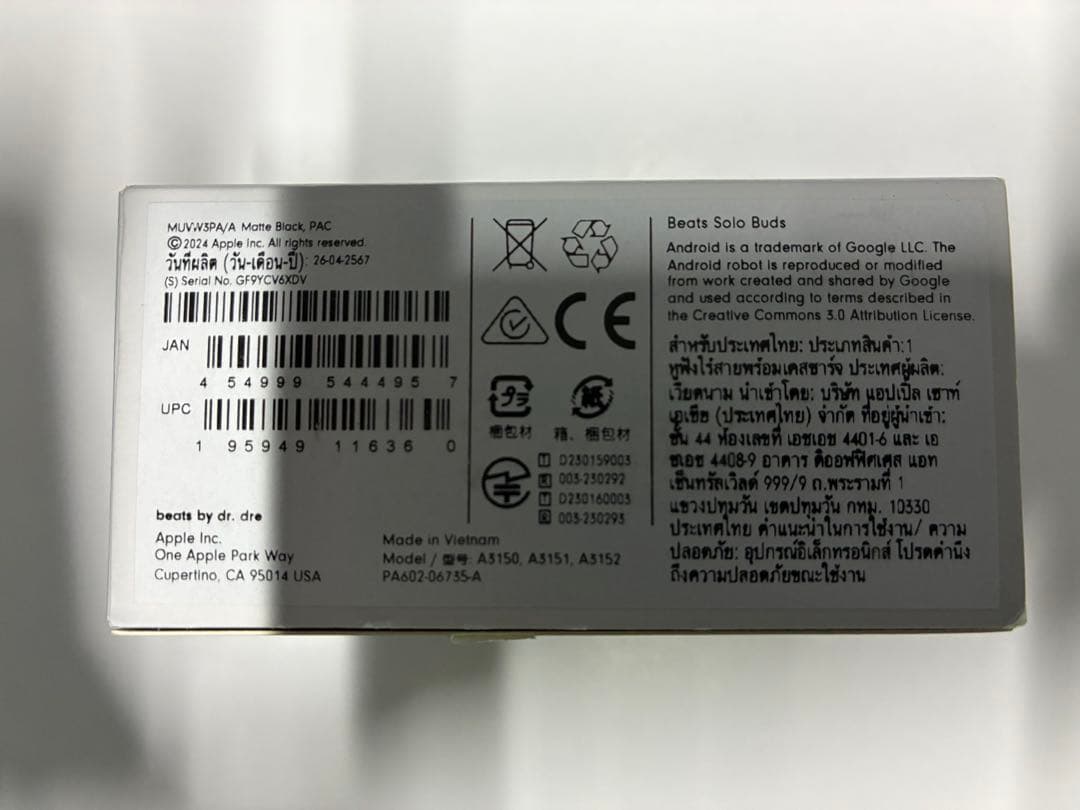 MUVW3PA/A Matte Black, PAC
©2024 Apple Inc. All rights reserved.
วันที่ผลิต (วัน-เดือน-ปี): 26-04-2567
(S) Serial No. GF9YCV6XDV
JAN
4 54999 544495 7
UPC
1 95949 11636 0
beats by dr. dre
Apple Inc.
One Apple Park Way
Cupertino, CA 95014 USA
Made in Vietnam
Model / 型号: A3150, A3151, A3152
PA602-06735-A
CE
プラ
紙
梱包材
箱、梱包材
T D230159003
R 003-230292
T D230160003
R 003-230293
Beats Solo Buds
Android is a trademark of Google LLC. The
Android robot is reproduced or modified
from work created and shared by Google
and used according to terms described in
the Creative Commons 3.0 Attribution License.
สำหรับประเทศไทย: ประเภทสินค้า:1
หูฟังไร้สายพร้อมเคสชาร์จ ประเทศผู้ผลิต:
เวียดนาม นำเข้าโดย: บริษัท แอปเปิ้ล เซาท์
เอเชีย (ประเทศไทย) จำกัด ที่อยู่ผู้นำเข้า:
ชั้น 44 ห้องเลขที่ เอชเอช 4401-6 และ เอ
ชเอช 4408-9 อาคาร ดิออฟฟิศเศส แอท
เซ็นทรัลเวิลด์ 999/9 ถ.พระรามที่ 1
แขวงปทุมวัน เขตปทุมวัน กทม. 10330
ประเทศไทย คำแนะนำในการใช้งาน/ ความ
ปลอดภัย: อุปกรณ์อิเล็กทรอนิกส์ โปรดคำนึง
ถึงความปลอดภัยขณะใช้งาน